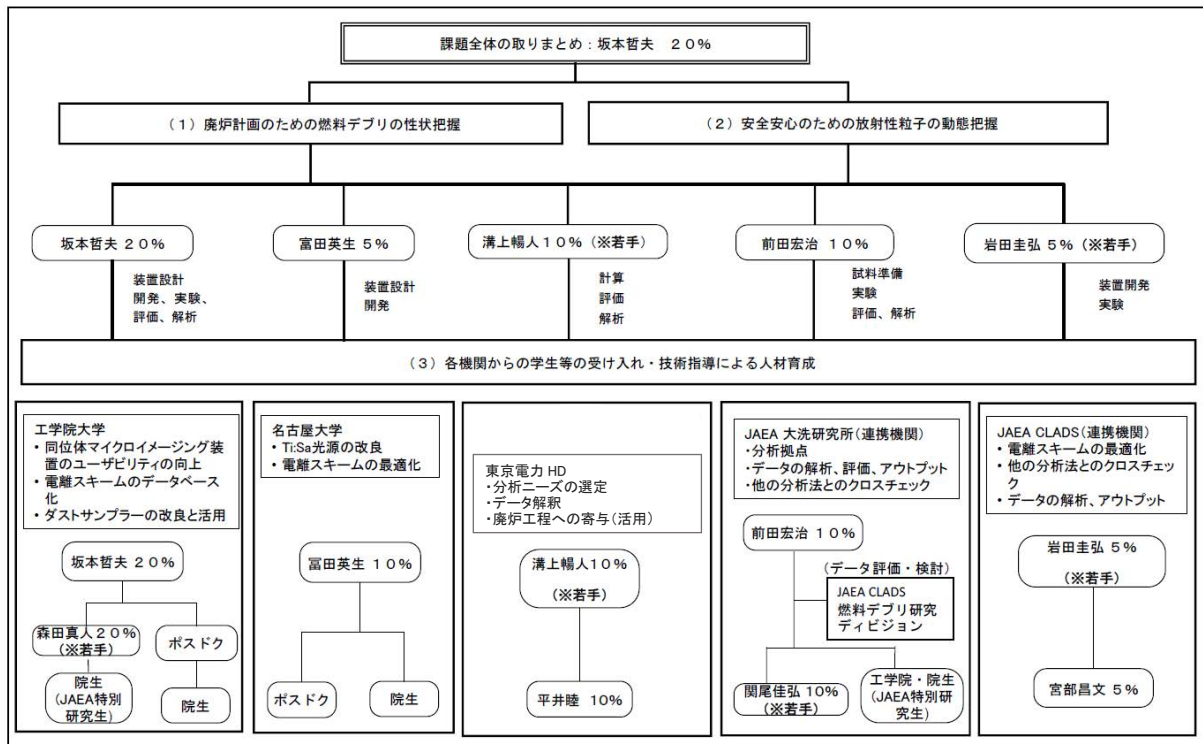 課題全体の取りまとめ：坂本哲夫　２０％
（１）廃炉計画のための燃料デブリの性状把握
（２）安全安心のための放射性粒子の動態把握
坂本哲夫 ２０％
装置設計
開発、実験、
評価、解析
富田英生 ５％
装置設計
開発
溝上暢人１０％（※若手）
計算
評価
解析
前田宏治 １０％
試料準備
実験
評価、解析
岩田圭弘 ５％（※若手）
装置開発
実験
（３）各機関からの学生等の受け入れ・技術指導による人材育成
工学院大学
• 同位体マイクロイメージング装
置のユーザビリティの向上
• 電離スキームのデータベース
化
• ダストサンプラーの改良と活用
坂本哲夫 ２０％
森田真人２０％
（※若手）
ポスドク
院生
（JAEA特別
研究生）
院生
名古屋大学
• Ti:Sa光源の改良
• 電離スキームの最適化
冨田英生 １０％
ポスドク
院生
東京電力 HD
・分析ニーズの選定
・データ解釈
・廃炉工程への寄与（活用）
溝上暢人１０％
（※若手）
平井睦 １０％
JAEA 大洗研究所（連携機関）
・分析拠点
・データの解析、評価、アウトプット
・他の分析法とのクロスチェック
前田宏治 １０％
（データ評価・検討）
JAEA CLADS
燃料デブリ研究
ディビジョン
関尾佳弘 １０％
（※若手）
工学院・院生
（JAEA特別研
究生）
JAEA CLADS（連携機関）
• 電離スキームの最適化
• 他の分析法とのクロスチェッ
ク
• データの解析、アウトプット
岩田圭弘 ５％
（※若手）
宮部昌文 ５％